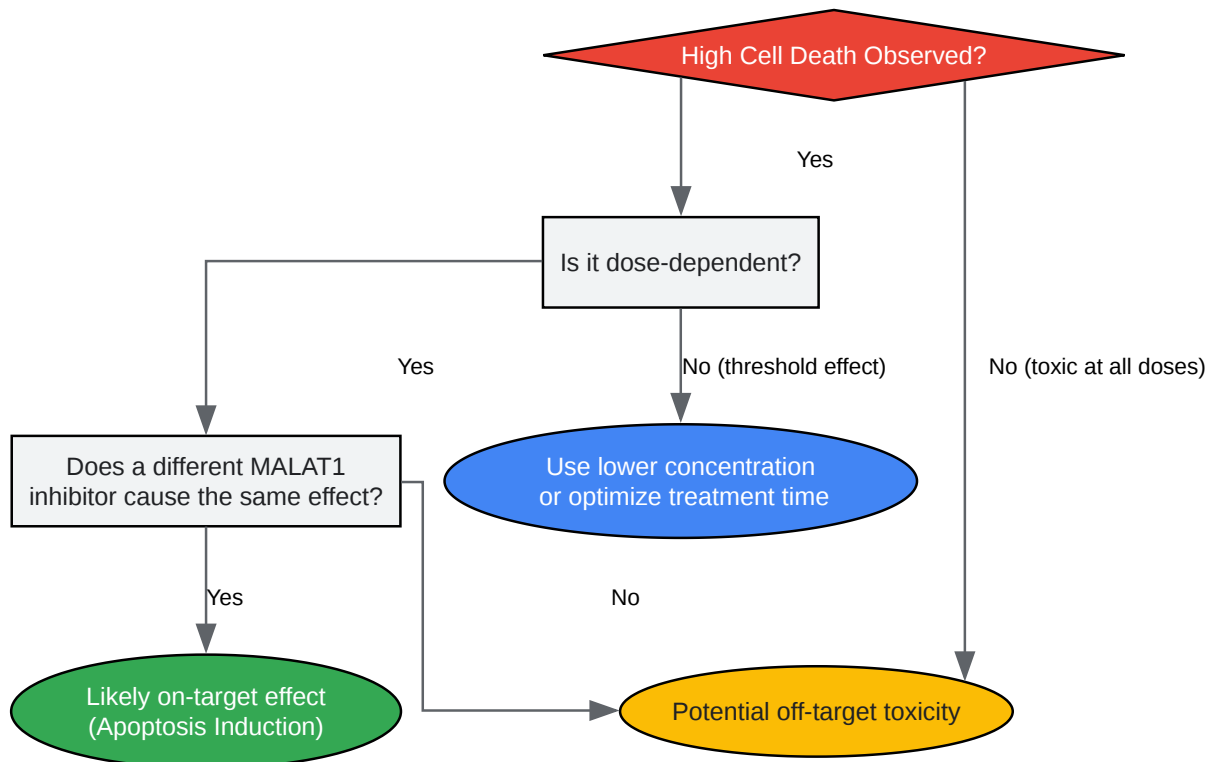 High Cell Death Observed?
Yes
Is it dose-dependent?
Yes
No (threshold effect)
No (toxic at all doses)
Does a different MALAT1
inhibitor cause the same effect?
Use lower concentration
or optimize treatment time
Yes
No
Likely on-target effect
(Apoptosis Induction)
Potential off-target toxicity